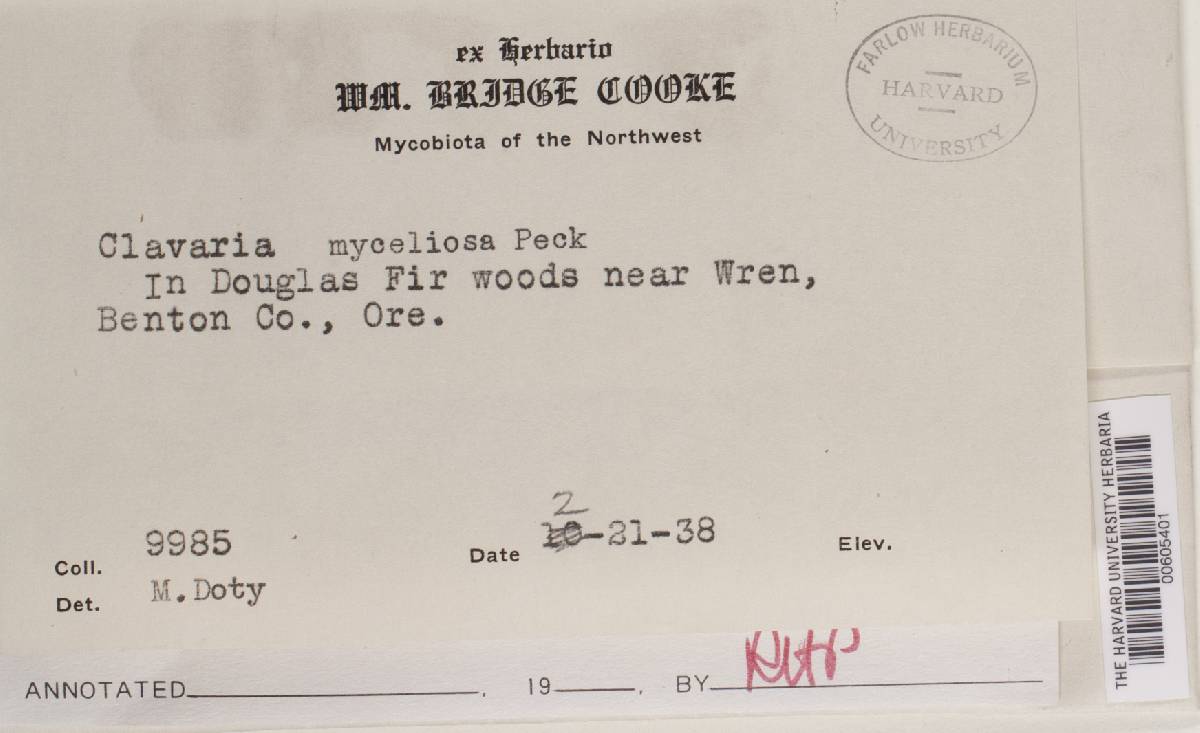 ex Herbario
WM. BRIDGE COOKE
Mycobiota of the Northwest
FARLOW HERBARIUM
HARVARD
UNIVERSITY
Clavaria myceliosa Peck
In Douglas Fir woods near Wren,
Benton Co., Ore.
Coll. 9985
Det. M. Doty
2
Date 10-21-38
Elev.
ANNOTATED , 19 , BY
THE HARVARD UNIVERSITY HERBARIA
00605401